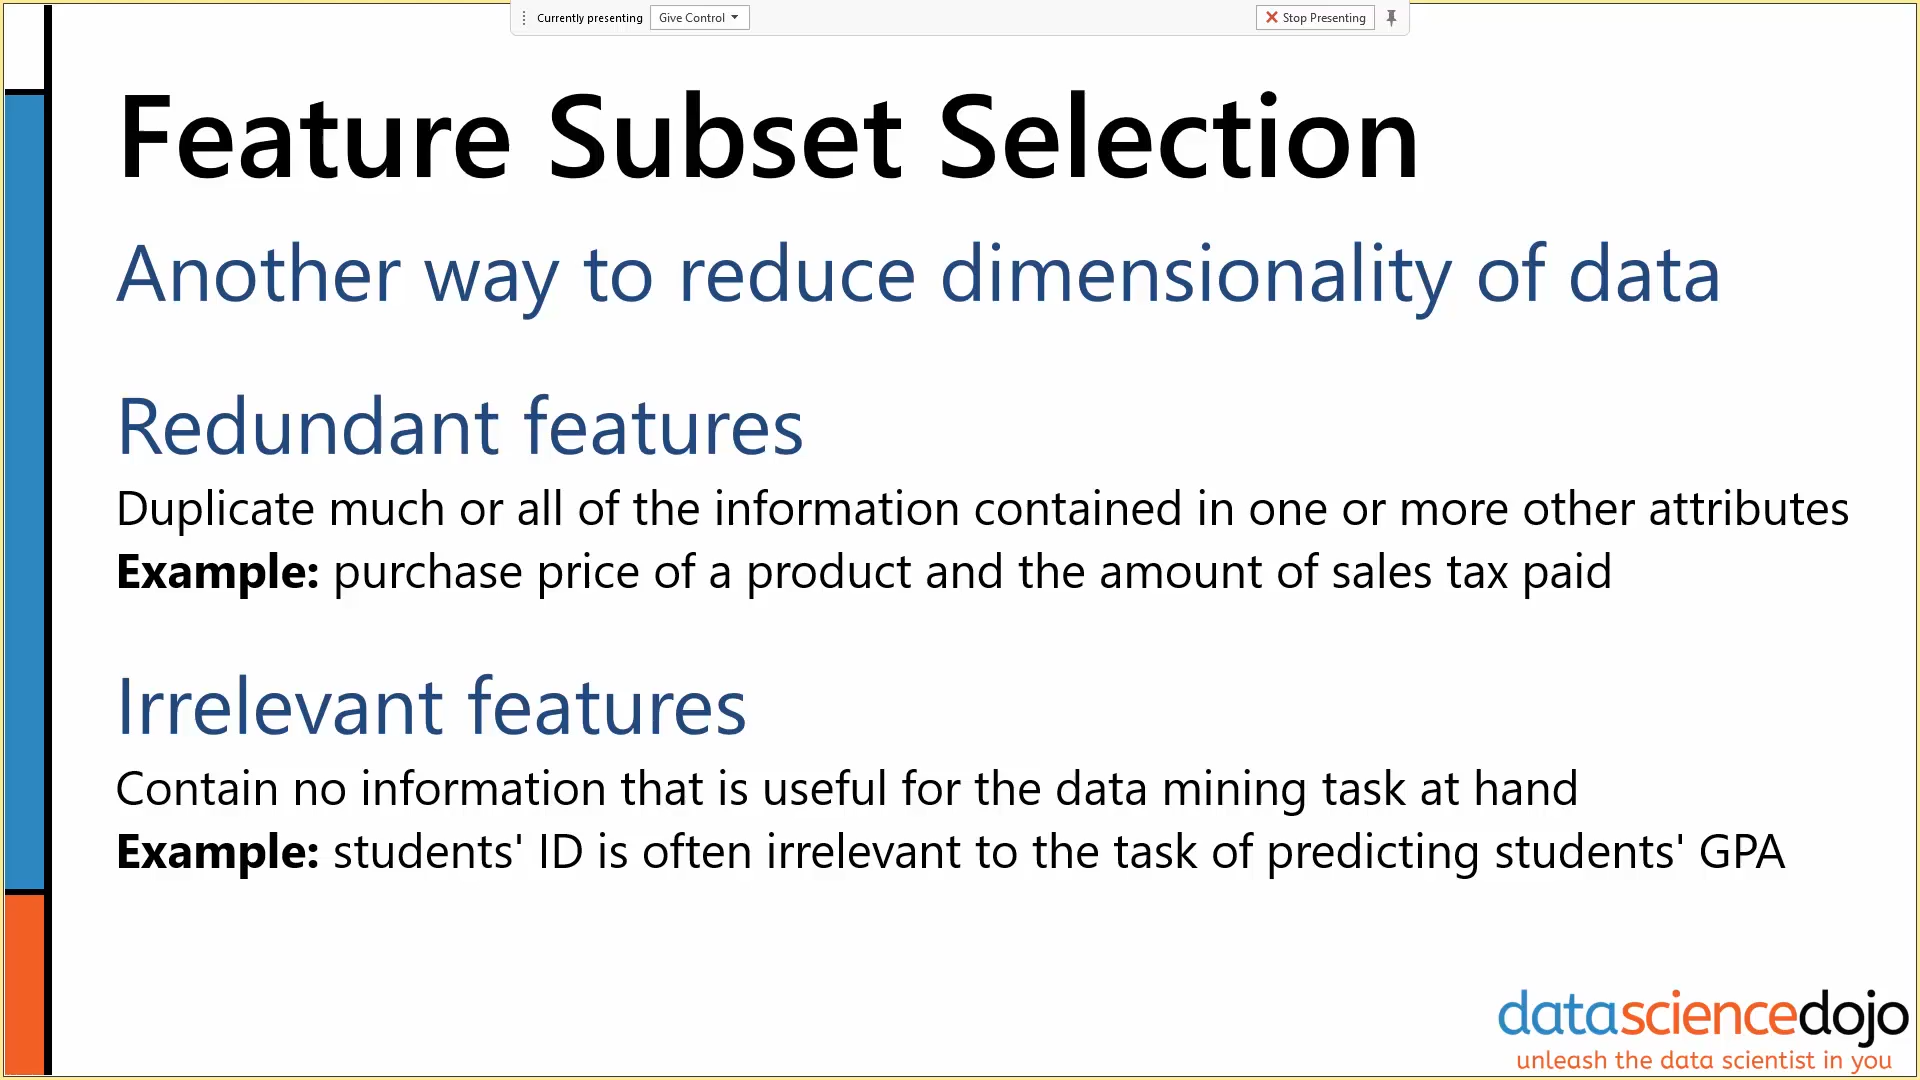 Currently presenting Give Control Stop Presenting
Feature Subset Selection
Another way to reduce dimensionality of data
Redundant features
Duplicate much or all of the information contained in one or more other attributes
Example: purchase price of a product and the amount of sales tax paid
Irrelevant features
Contain no information that is useful for the data mining task at hand
Example: students' ID is often irrelevant to the task of predicting students' GPA
datasciencedojo
unleash the data scientist in you